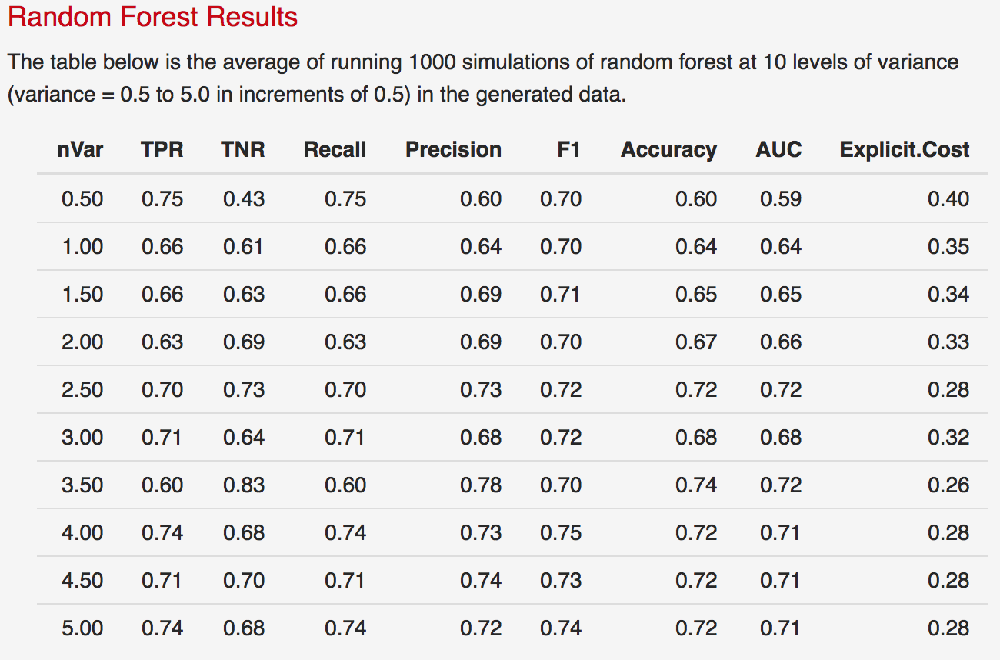 Random Forest Results
The table below is the average of running 1000 simulations of random forest at 10 levels of variance
(variance = 0.5 to 5.0 in increments of 0.5) in the generated data.
nVar TPR TNR Recall Precision F1 Accuracy AUC Explicit.Cost
0.50 0.75 0.43 0.75 0.60 0.70 0.60 0.59 0.40
1.00 0.66 0.61 0.66 0.64 0.70 0.64 0.64 0.35
1.50 0.66 0.63 0.66 0.69 0.71 0.65 0.65 0.34
2.00 0.63 0.69 0.63 0.69 0.70 0.67 0.66 0.33
2.50 0.70 0.73 0.70 0.73 0.72 0.72 0.72 0.28
3.00 0.71 0.64 0.71 0.68 0.72 0.68 0.68 0.32
3.50 0.60 0.83 0.60 0.78 0.70 0.74 0.72 0.26
4.00 0.74 0.68 0.74 0.73 0.75 0.72 0.71 0.28
4.50 0.71 0.70 0.71 0.74 0.73 0.72 0.71 0.28
5.00 0.74 0.68 0.74 0.72 0.74 0.72 0.71 0.28